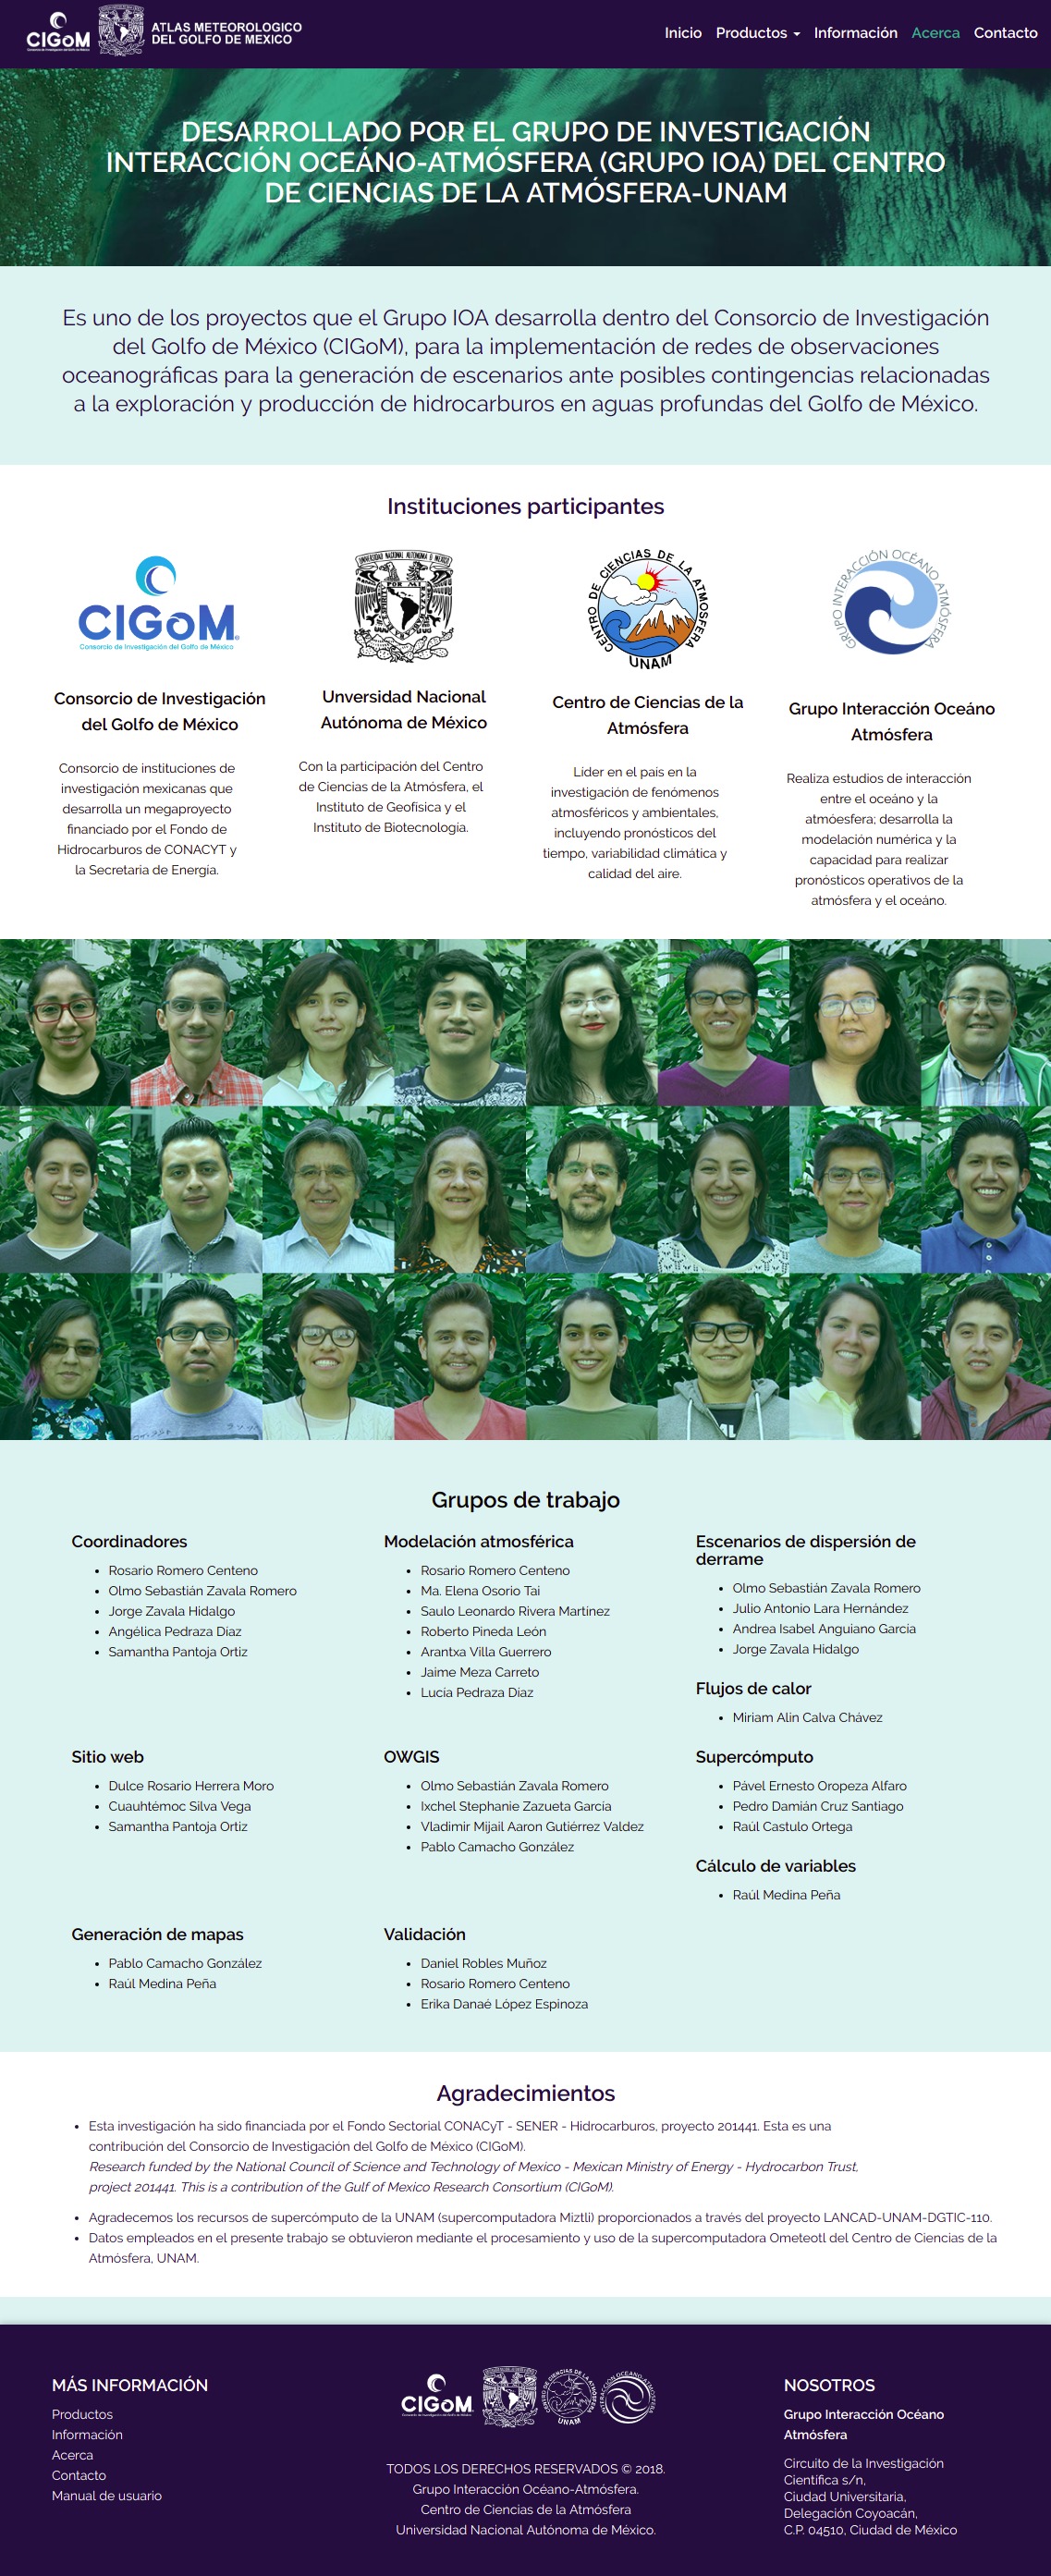 CIGoM
ATLAS METEOROLOGICO
DEL GOLFO DE MEXICO
Inicio Productos Información Acerca Contacto
DESARROLLADO POR EL GRUPO DE INVESTIGACIÓN
INTERACCIÓN OCEÁNO-ATMÓSFERA (GRUPO IOA) DEL CENTRO
DE CIENCIAS DE LA ATMÓSFERA-UNAM
Es uno de los proyectos que el Grupo IOA desarrolla dentro del Consorcio de Investigación
del Golfo de México (CIGoM), para la implementación de redes de observaciones
oceanográficas para la generación de escenarios ante posibles contingencias relacionadas
a la exploración y producción de hidrocarburos en aguas profundas del Golfo de México.
Instituciones participantes
CIGoM
Consorcio de Investigación del Golfo de México
Consorcio de Investigación
del Golfo de México
Consorcio de instituciones de
investigación mexicanas que
desarrolla un megaproyecto
financiado por el Fondo de
Hidrocarburos de CONACYT y
la Secretaria de Energía.
Unversidad Nacional
Autónoma de México
Con la participación del Centro
de Ciencias de la Atmósfera, el
Instituto de Geofísica y el
Instituto de Biotecnología.
CENTRO DE CIENCIAS DE LA ATMOSFERA
UNAM
Centro de Ciencias de la
Atmósfera
Líder en el país en la
investigación de fenómenos
atmosféricos y ambientales,
incluyendo pronósticos del
tiempo, variabilidad climática y
calidad del aire.
GRUPO INTERACCIÓN OCÉANO ATMÓSFERA
Grupo Interacción Oceáno
Atmósfera
Realiza estudios de interacción
entre el océano y la
atmóesfera; desarrolla la
modelación numérica y la
capacidad para realizar
pronósticos operativos de la
atmósfera y el océano.
Grupos de trabajo
Coordinadores
Rosario Romero Centeno
Olmo Sebastián Zavala Romero
Jorge Zavala Hidalgo
Angélica Pedraza Díaz
Samantha Pantoja Ortiz
Modelación atmosférica
Rosario Romero Centeno
Ma. Elena Osorio Tai
Saulo Leonardo Rivera Martínez
Roberto Pineda León
Arantxa Villa Guerrero
Jaime Meza Carreto
Lucía Pedraza Díaz
Escenarios de dispersión de
derrame
Olmo Sebastián Zavala Romero
Julio Antonio Lara Hernández
Andrea Isabel Anguiano García
Jorge Zavala Hidalgo
Flujos de calor
Miriam Alin Calva Chávez
Sitio web
Dulce Rosario Herrera Moro
Cuauhtémoc Silva Vega
Samantha Pantoja Ortiz
OWGIS
Olmo Sebastián Zavala Romero
Ixchel Stephanie Zazueta García
Vladimir Mijail Aaron Gutiérrez Valdez
Pablo Camacho González
Supercómputo
Pável Ernesto Oropeza Alfaro
Pedro Damián Cruz Santiago
Raúl Castulo Ortega
Cálculo de variables
Raúl Medina Peña
Generación de mapas
Pablo Camacho González
Raúl Medina Peña
Validación
Daniel Robles Muñoz
Rosario Romero Centeno
Erika Danaé López Espinoza
Agradecimientos
Esta investigación ha sido financiada por el Fondo Sectorial CONACyT - SENER - Hidrocarburos, proyecto 201441. Esta es una
contribución del Consorcio de Investigación del Golfo de México (CIGoM).
Research funded by the National Council of Science and Technology of Mexico - Mexican Ministry of Energy - Hydrocarbon Trust,
project 201441. This is a contribution of the Gulf of Mexico Research Consortium (CIGoM).
Agradecemos los recursos de supercómputo de la UNAM (supercomputadora Miztli) proporcionados a través del proyecto LANCAD-UNAM-DGTIC-110.
Datos empleados en el presente trabajo se obtuvieron mediante el procesamiento y uso de la supercomputadora Ometeotl del Centro de Ciencias de la
Atmósfera, UNAM.
MÁS INFORMACIÓN
Productos
Información
Acerca
Contacto
Manual de usuario
CIGoM
UNAM
TODOS LOS DERECHOS RESERVADOS © 2018.
Grupo Interacción Océano-Atmósfera.
Centro de Ciencias de la Atmósfera
Universidad Nacional Autónoma de México.
NOSOTROS
Grupo Interacción Océano
Atmósfera
Circuito de la Investigación
Científica s/n,
Ciudad Universitaria,
Delegación Coyoacán,
C.P. 04510, Ciudad de México